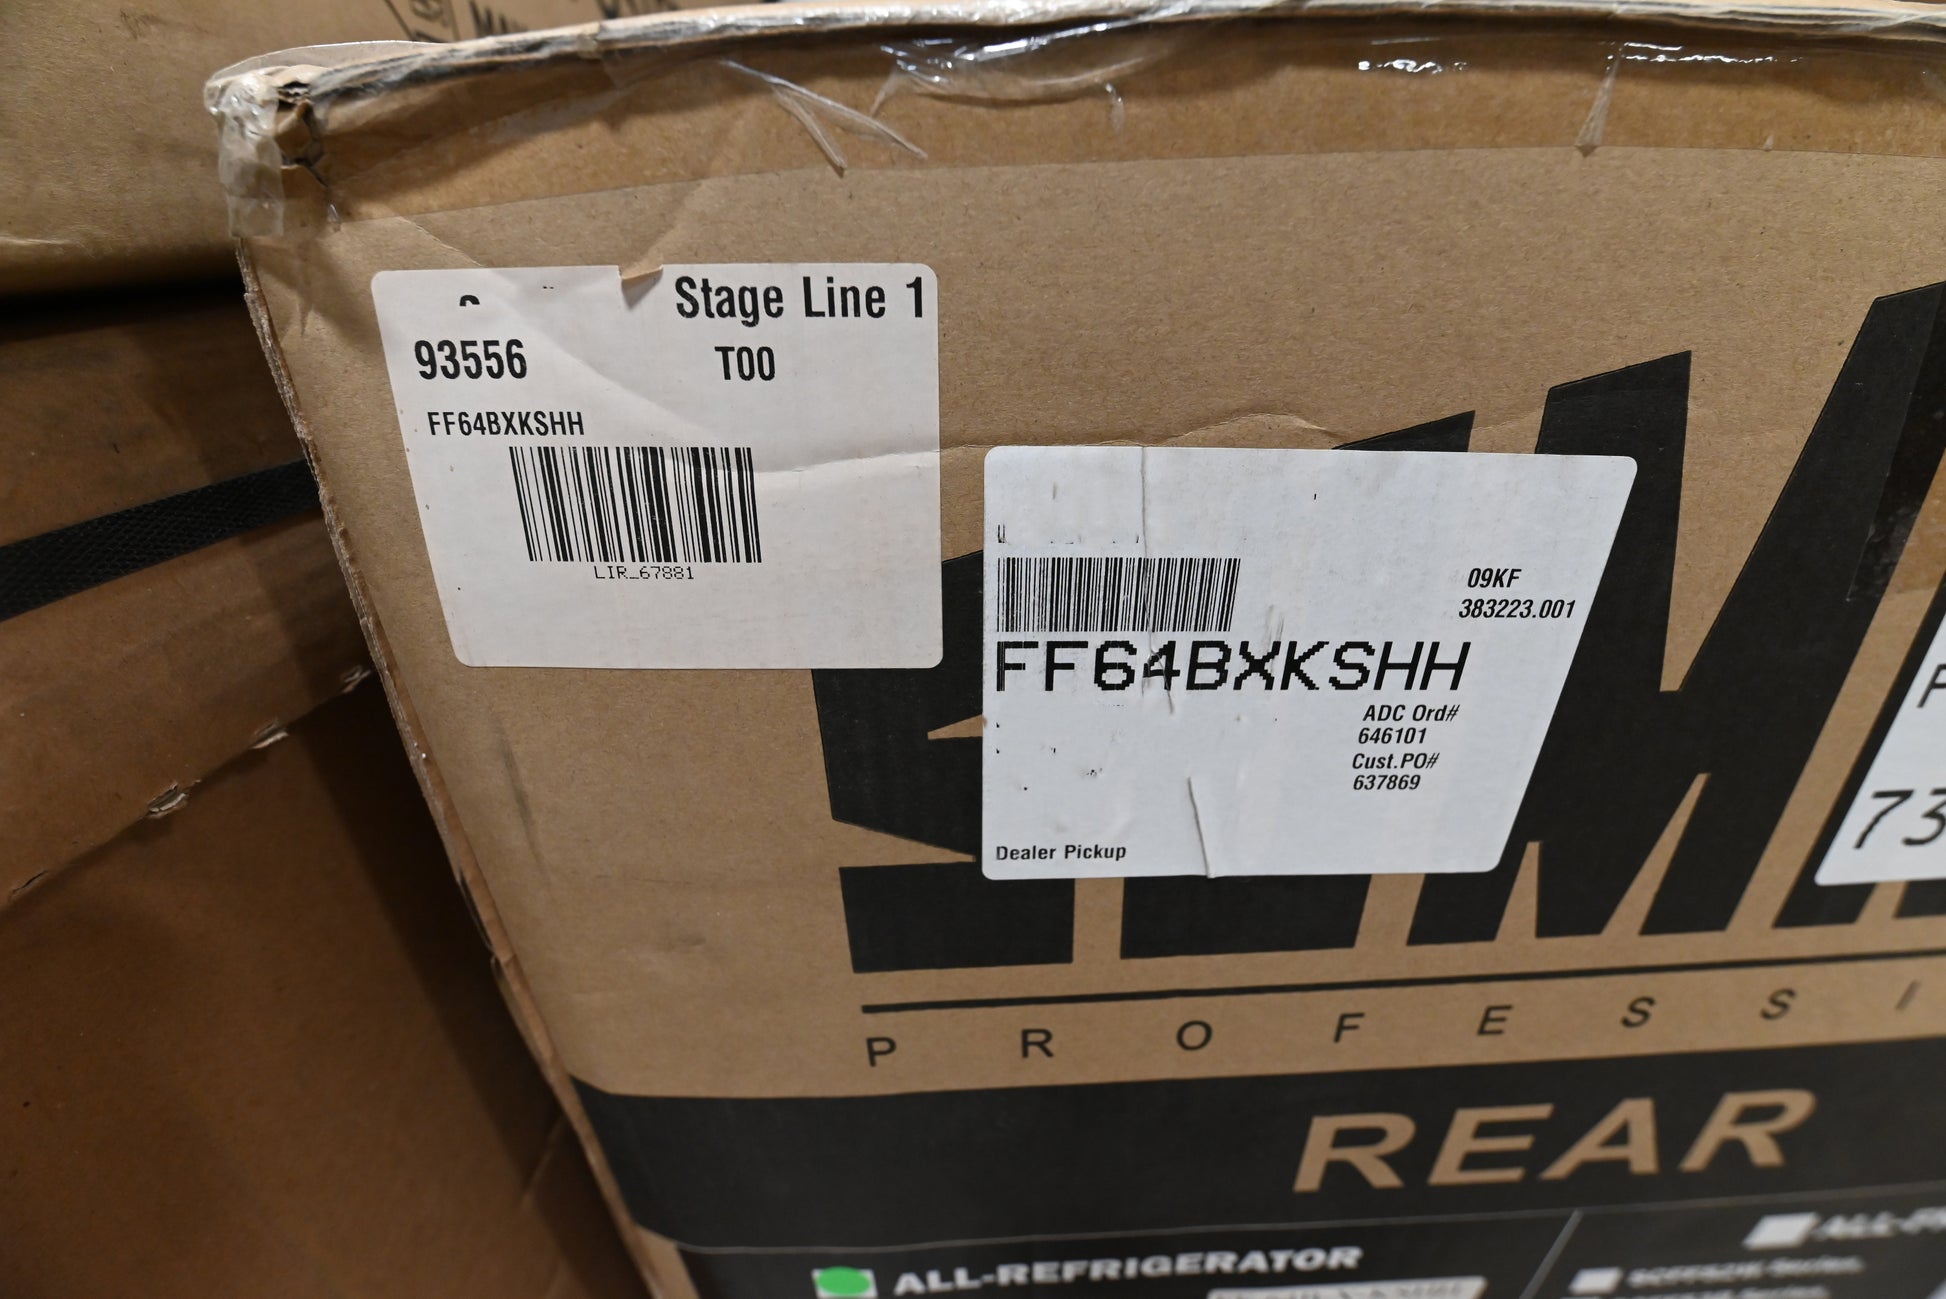 Stage Line 1
93556
T00
FF64BXKSHH
LIR_67881
09KF
383223.001
FF64BXKSHH
ADC Ord#
646101
Cust.PO#
637869
Dealer Pickup
73
P R O F E S S I
REAR
ALL-REFRIGERATOR